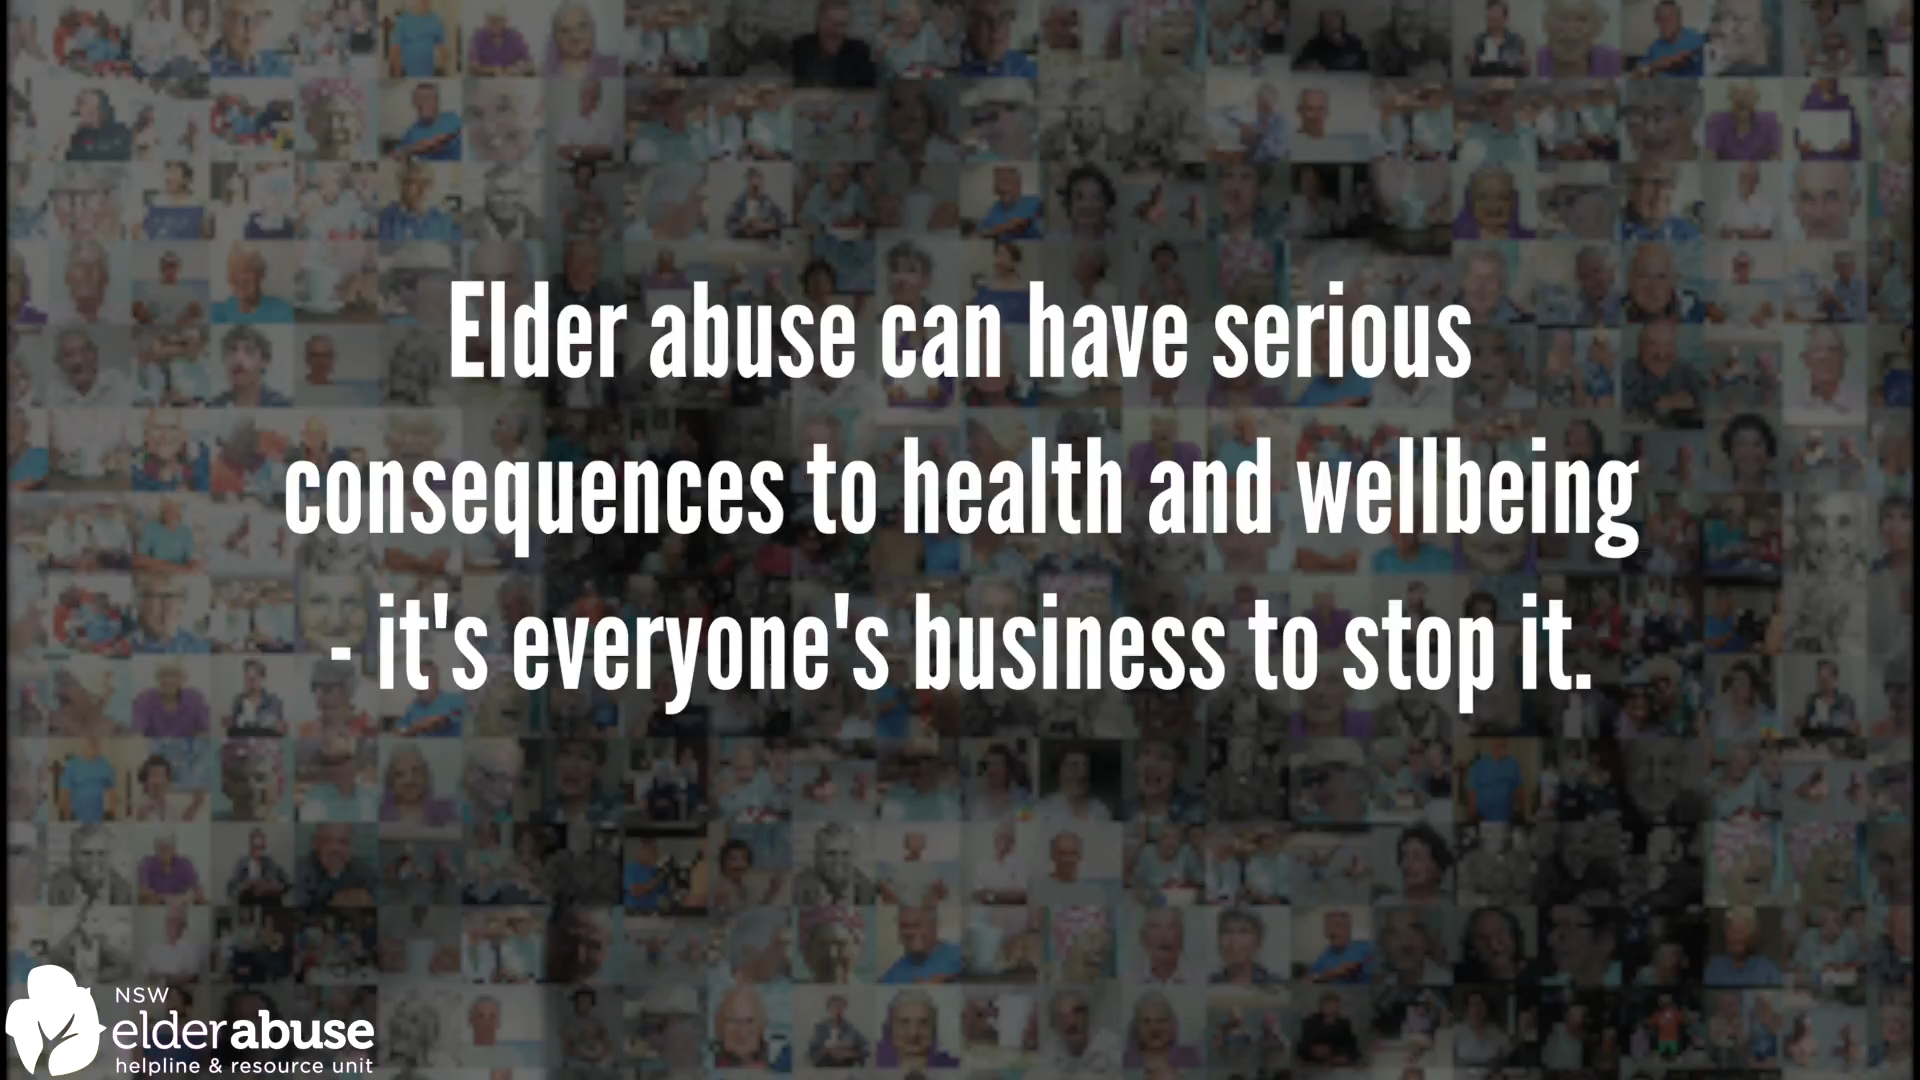 Elder abuse can have serious
consequences to health and wellbeing
- it's everyone's business to stop it.
NSW
elderabuse
helpline & resource unit